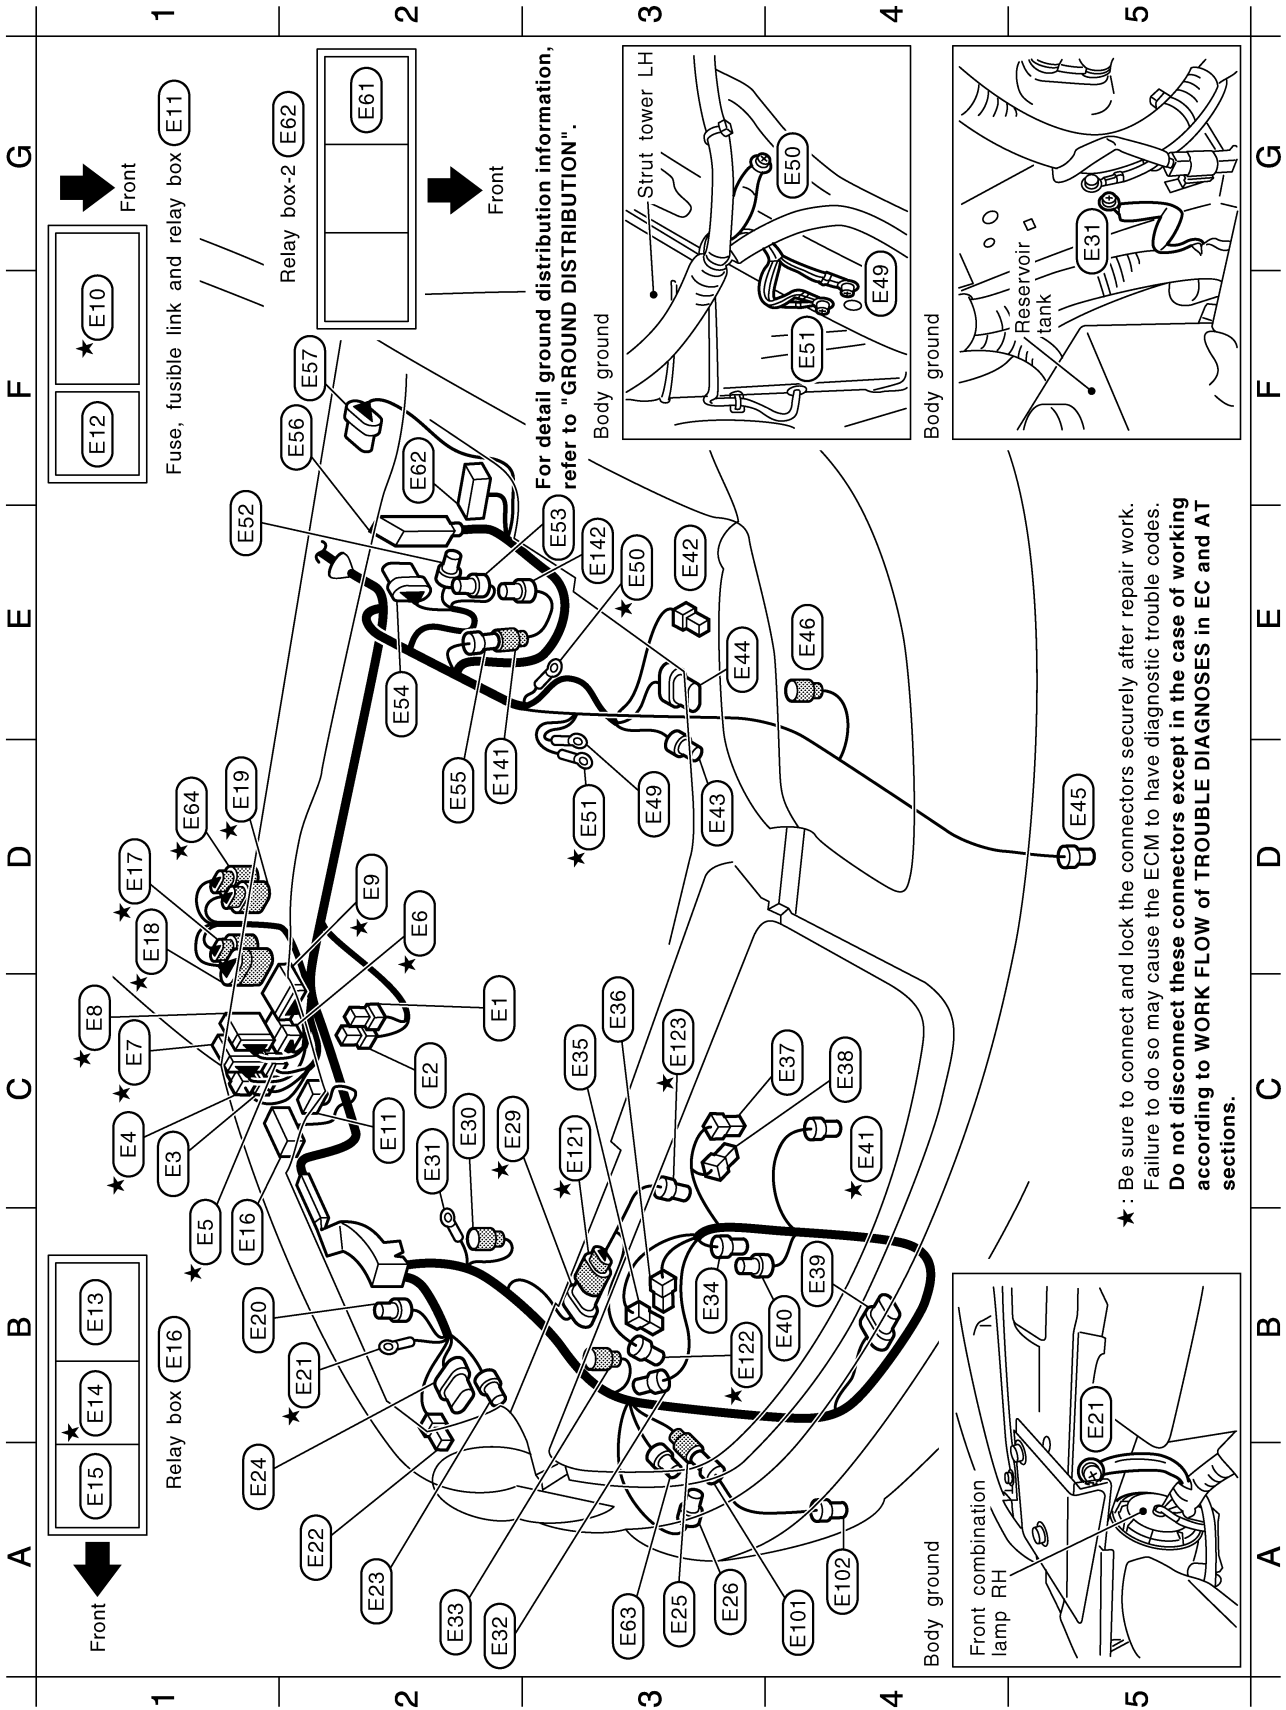 1
2
3
4
5
G
F
E
D
C
B
A
Front
E12
★E10
Fuse, fusible link and relay box E11
Relay box-2 E62
E61
Front
For detail ground distribution information,
refer to "GROUND DISTRIBUTION".
Front
E15
★E14
E13
Relay box E16
E57
E56
E62
E52
E53
E142
★E50
E42
E54
E55
E141
★E51
E49
E43
E44
E46
E45
★E64
★E19
★E17
★E18
E8
★E7
★E4
E3
★E5
E16
★E9
★E6
E1
E2
E11
E31
E30
★E29
★E121
E35
E36
★E123
E37
E38
★E41
E20
★E21
E24
E22
E23
E33
E32
E34
E40
E39
★E122
E63
E25
E26
E101
E102
Body ground
Strut tower LH
E50
E49
E51
Body ground
Reservoir
tank
E31
Body ground
Front combination
lamp RH
E21
★: Be sure to connect and lock the connectors securely after repair work.
Failure to do so may cause the ECM to have diagnostic trouble codes.
Do not disconnect these connectors except in the case of working
according to WORK FLOW of TROUBLE DIAGNOSES in EC and AT
sections.
1
2
3
4
5
G
F
E
D
C
B
A